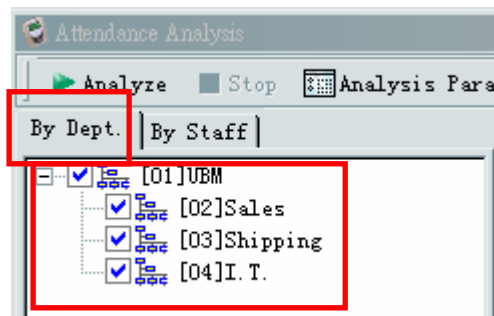 Attendance Analysis
Analyze Stop Analysis Para
By Dept. By Staff
[01]UBM
[02]Sales
[03]Shipping
[04]I.T.